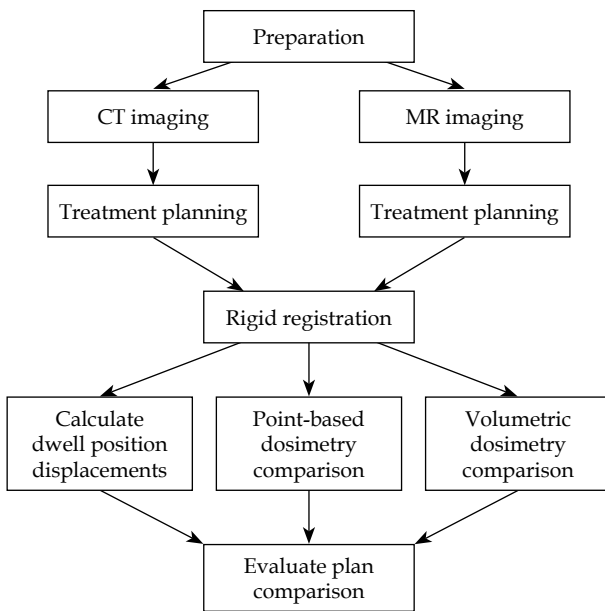 Preparation
CT imaging
MR imaging
Treatment planning
Treatment planning
Rigid registration
Calculate
dwell position
displacements
Point-based
dosimetry
comparison
Volumetric
dosimetry
comparison
Evaluate plan
comparison